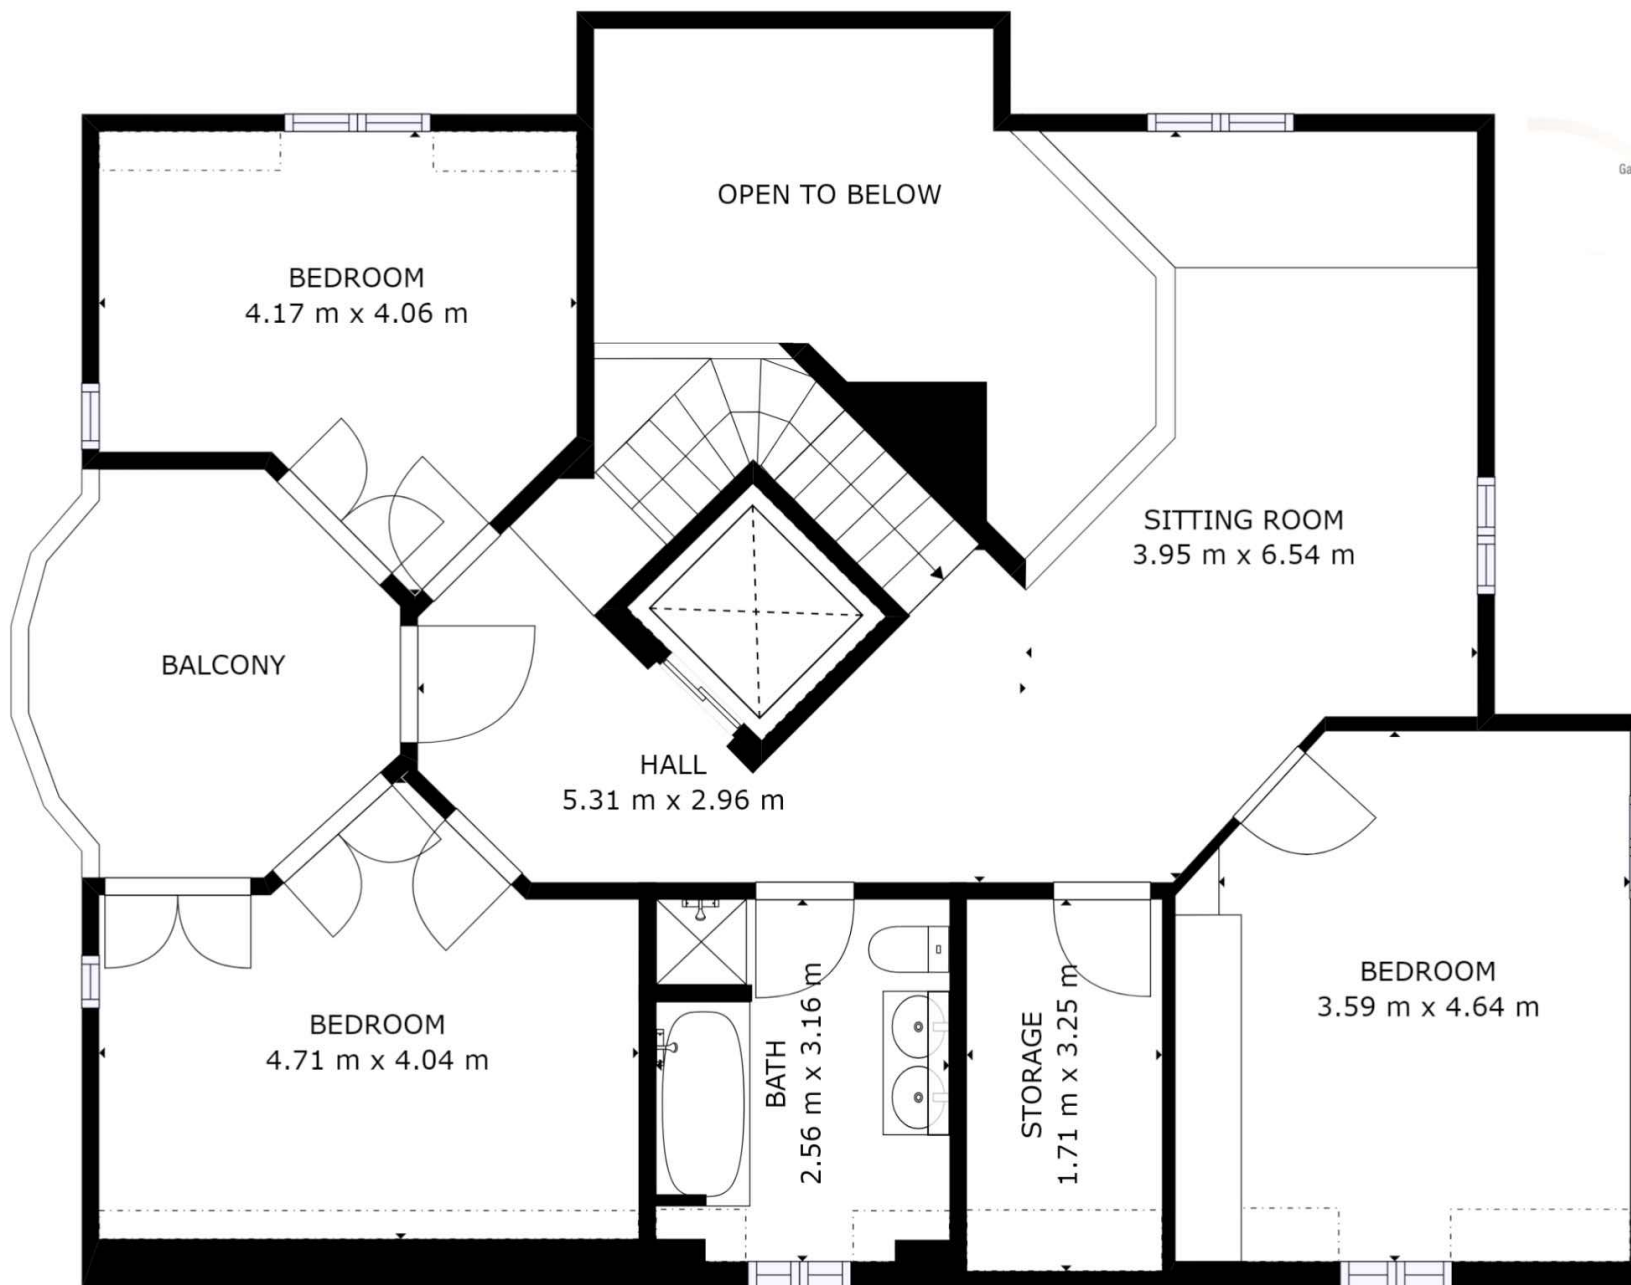 OPEN TO BELOW
BEDROOM
4.17 m x 4.06 m
SITTING ROOM
3.95 m x 6.54 m
BALCONY
HALL
5.31 m x 2.96 m
BEDROOM
4.71 m x 4.04 m
BATH
2.56 m x 3.16 m
STORAGE
1.71 m x 3.25 m
BEDROOM
3.59 m x 4.64 m
Ga